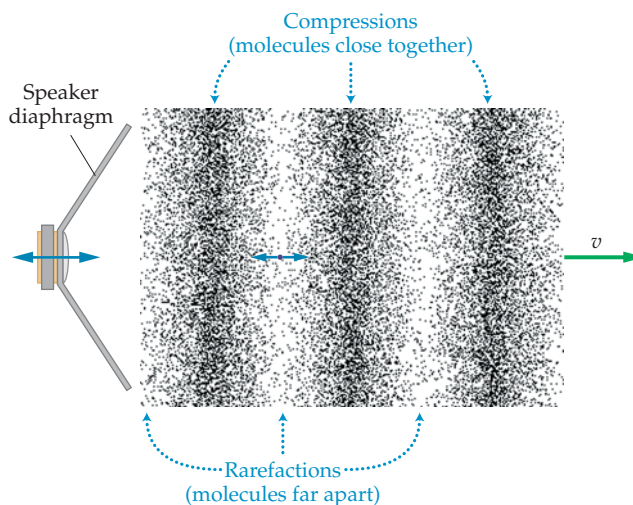 Compressions
(molecules close together)
Speaker
diaphragm
v
Rarefactions
(molecules far apart)